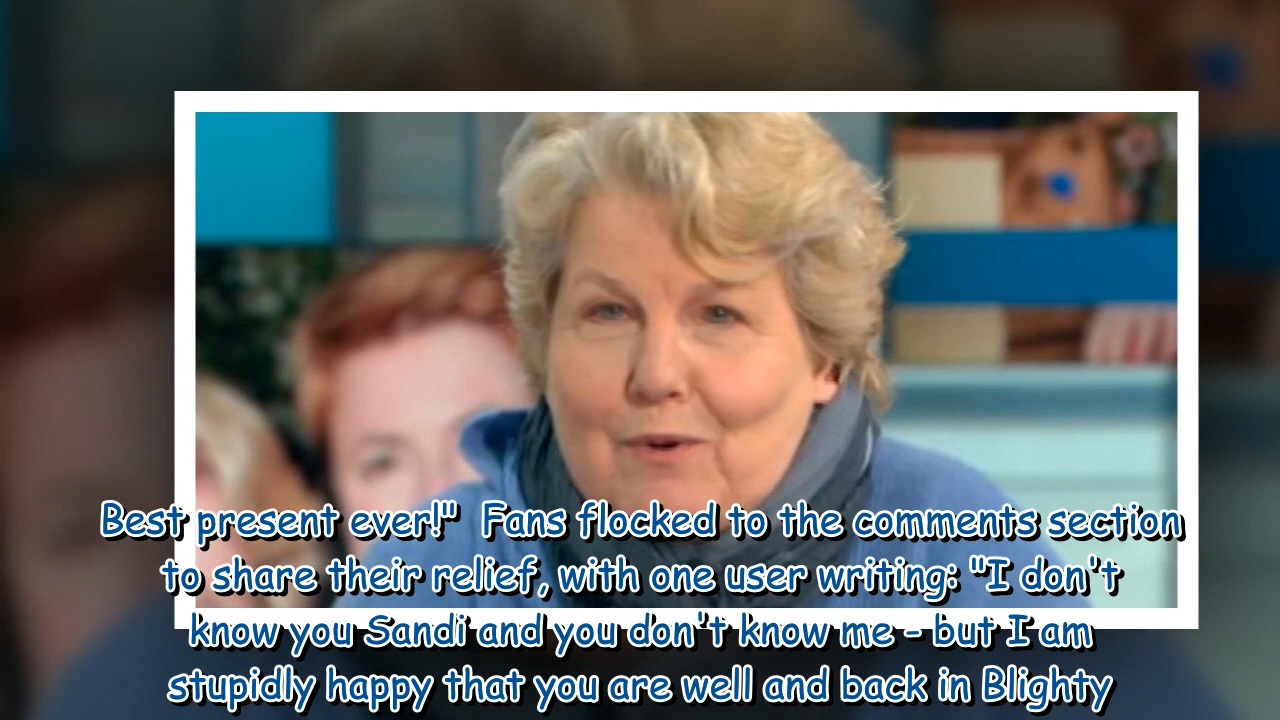 Best present ever!"  Fans flocked to the comments section
to share their relief, with one user writing: "I don't
know you Sandi and you don't know me - but I am
stupidly happy that you are well and back in Blighty